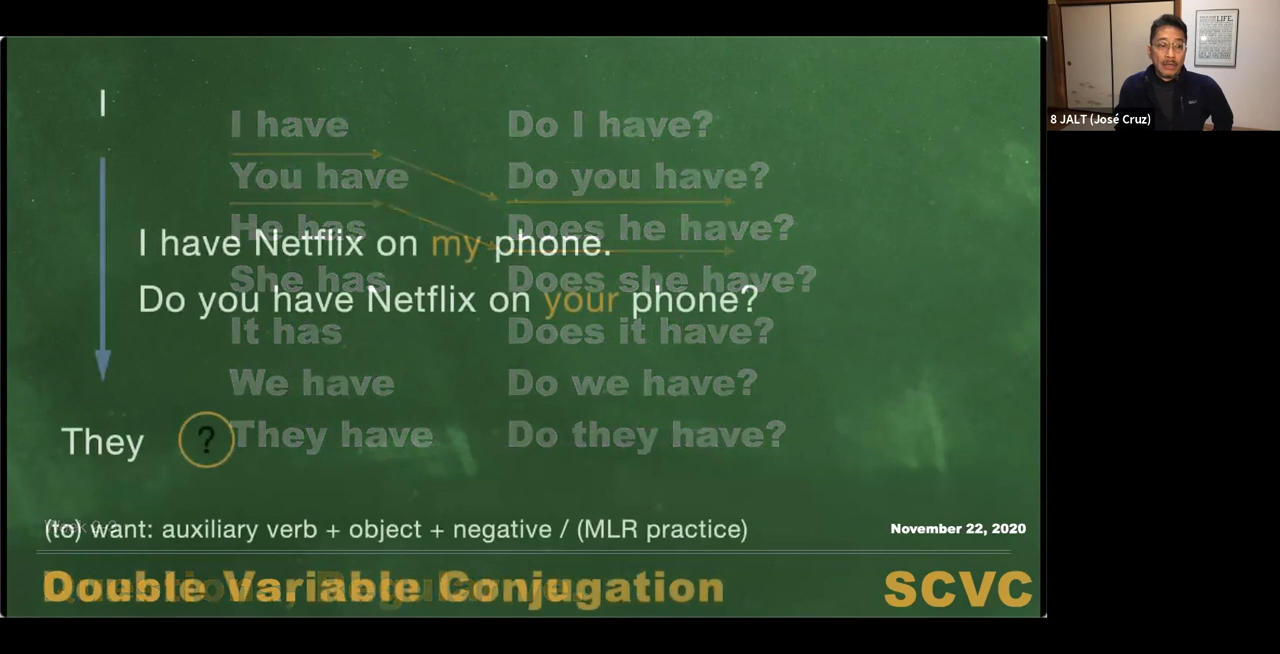 I
I have
Do I have?
You have
Do you have?
He has
Does he have?
I have Netflix on my phone.
She has
Does she have?
Do you have Netflix on your phone?
It has
Does it have?
We have
Do we have?
They
?
They have
Do they have?
(to) want: auxiliary verb + object + negative / (MLR practice)
November 22, 2020
Double Variable Conjugation
SCVC
LIFE.
8 JALT (José Cruz)